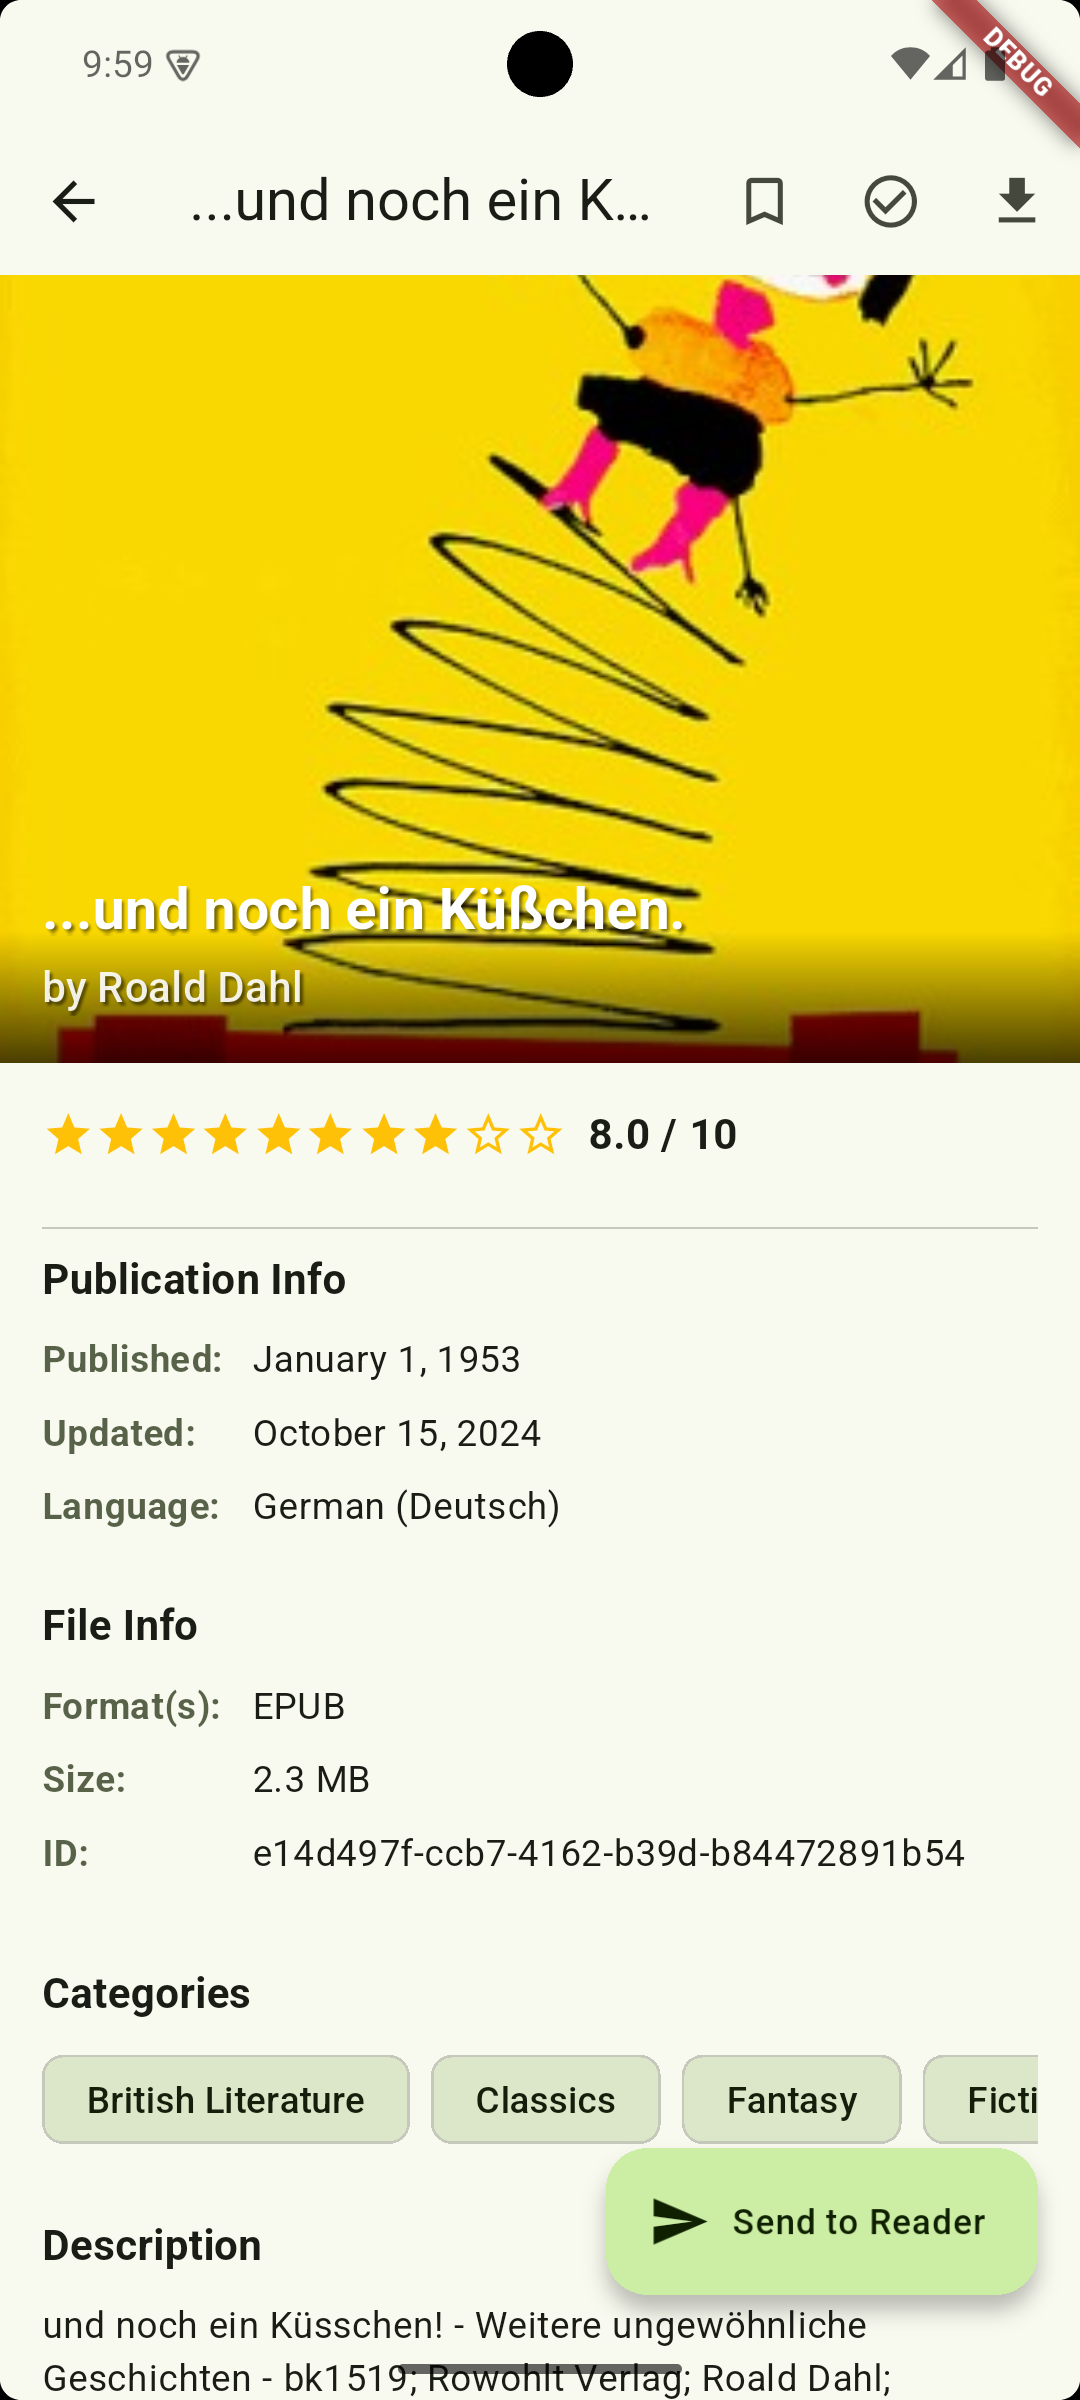 9:59
DEBUG
...und noch ein K...
...und noch ein Küßchen.
by Roald Dahl
8.0 / 10
Publication Info
Published: January 1, 1953
Updated: October 15, 2024
Language: German (Deutsch)
File Info
Format(s): EPUB
Size: 2.3 MB
ID: e14d497f-ccb7-4162-b39d-b84472891b54
Categories
British Literature Classics Fantasy Ficti
Send to Reader
Description
und noch ein Küsschen! - Weitere ungewöhnliche
Geschichten - bk1519; Rowohlt Verlag; Roald Dahl;